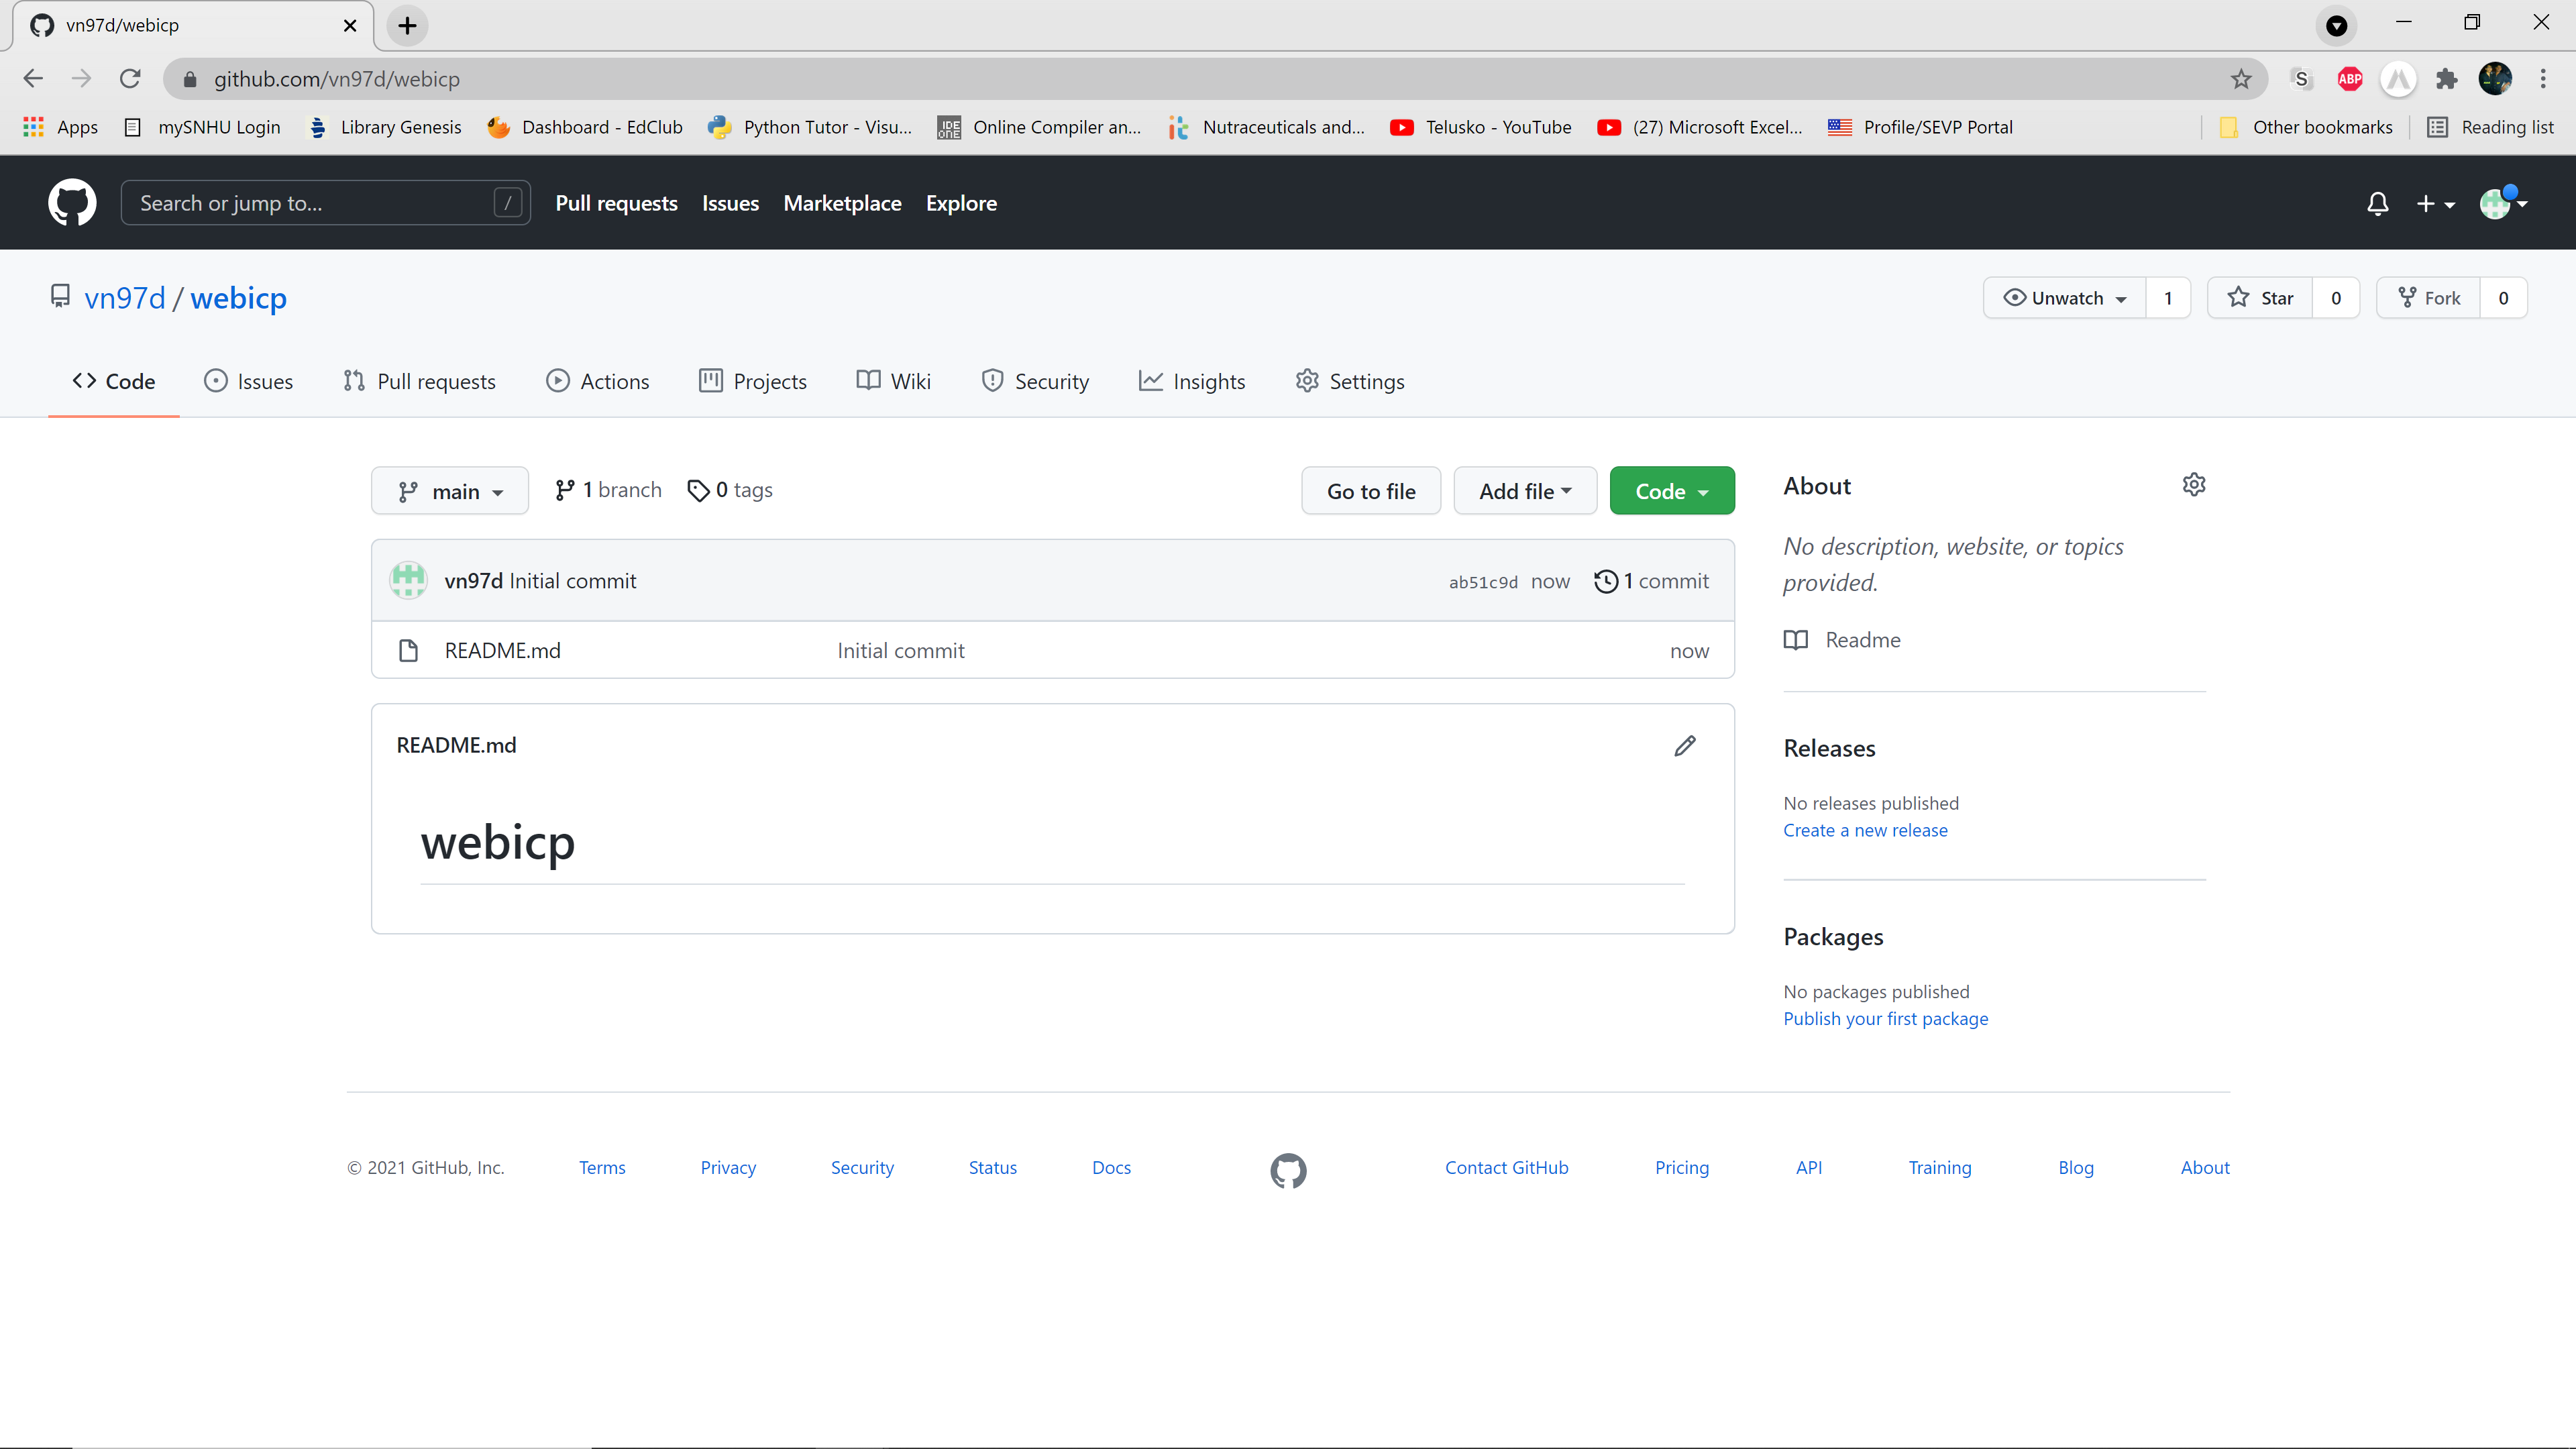 vn97d/webicp
github.com/vn97d/webicp
S ABP
Apps mySNHU Login Library Genesis Dashboard - EdClub Python Tutor - Visu... IDE ONE Online Compiler an... Nutraceuticals and... Telusko - YouTube (27) Microsoft Excel... Profile/SEVP Portal Other bookmarks Reading list
Search or jump to... / Pull requests Issues Marketplace Explore
vn97d / webicp Unwatch 1 Star 0 Fork 0
Code Issues Pull requests Actions Projects Wiki Security Insights Settings
main 1 branch 0 tags Go to file Add file Code
vn97d Initial commit ab51c9d now 1 commit
README.md Initial commit now
README.md
webicp
About
No description, website, or topics
provided.
Readme
Releases
No releases published
Create a new release
Packages
No packages published
Publish your first package
© 2021 GitHub, Inc. Terms Privacy Security Status Docs Contact GitHub Pricing API Training Blog About